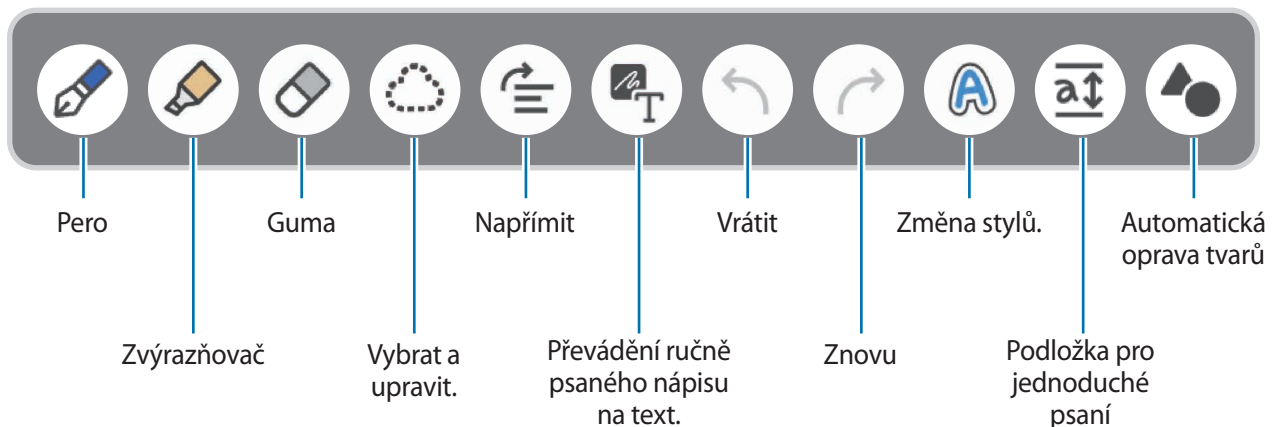 Pero
Guma
Napřímit
Vrátit
Změna stylů.
Automatická
oprava tvarů
Zvýrazňovač
Vybrat a
upravit.
Převádění ručně
psaného nápisu
na text.
Znovu
Podložka pro
jednoduché
psaní